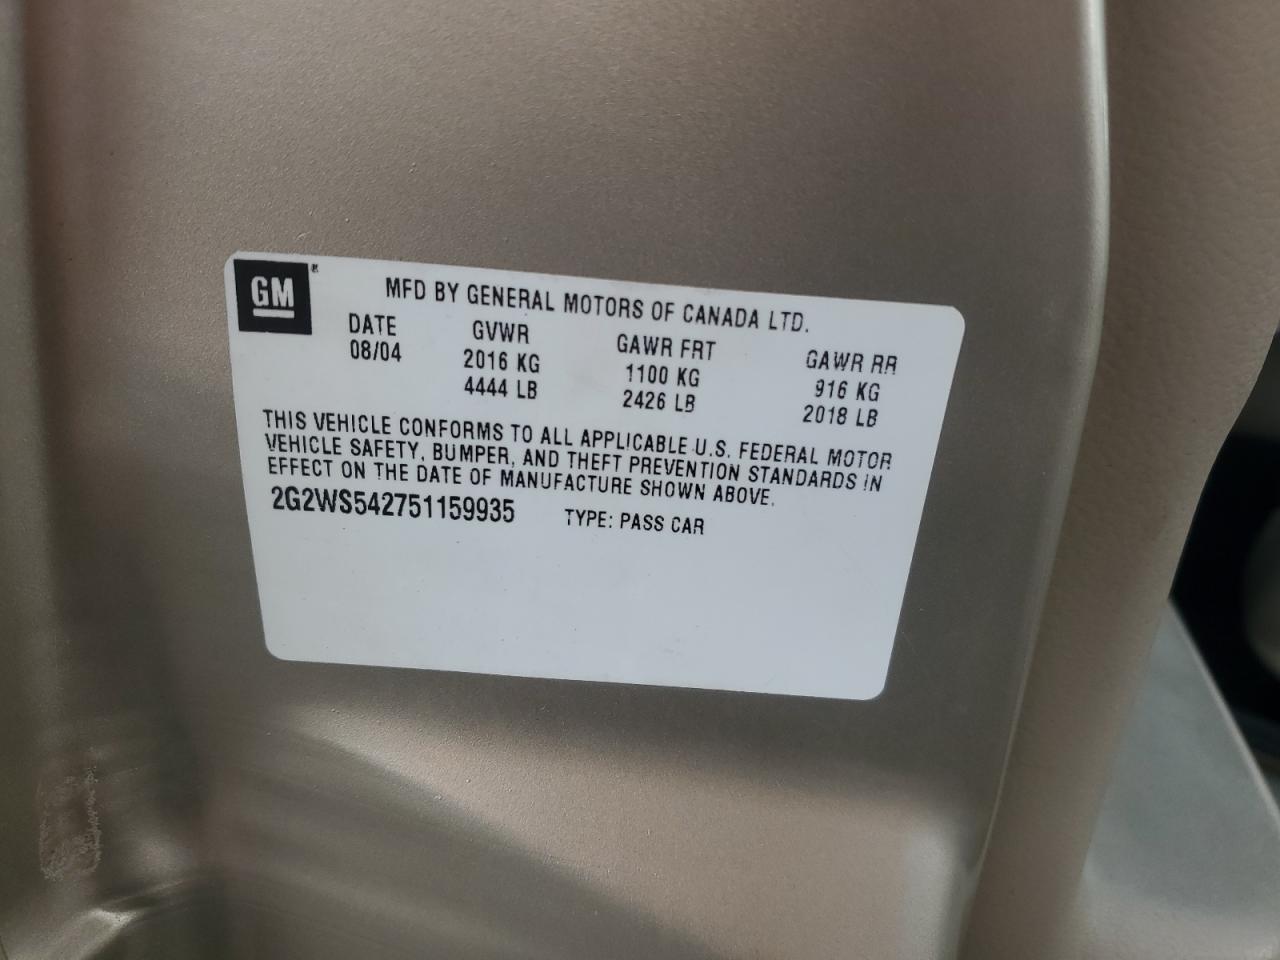 GM®
MFD BY GENERAL MOTORS OF CANADA LTD.
DATE GVWR GAWR FRT GAWR RR
08/04 2016 KG 1100 KG 916 KG
4444 LB 2426 LB 2018 LB
THIS VEHICLE CONFORMS TO ALL APPLICABLE U.S. FEDERAL MOTOR
VEHICLE SAFETY, BUMPER, AND THEFT PREVENTION STANDARDS IN
EFFECT ON THE DATE OF MANUFACTURE SHOWN ABOVE.
2G2WS542751159935 TYPE: PASS CAR